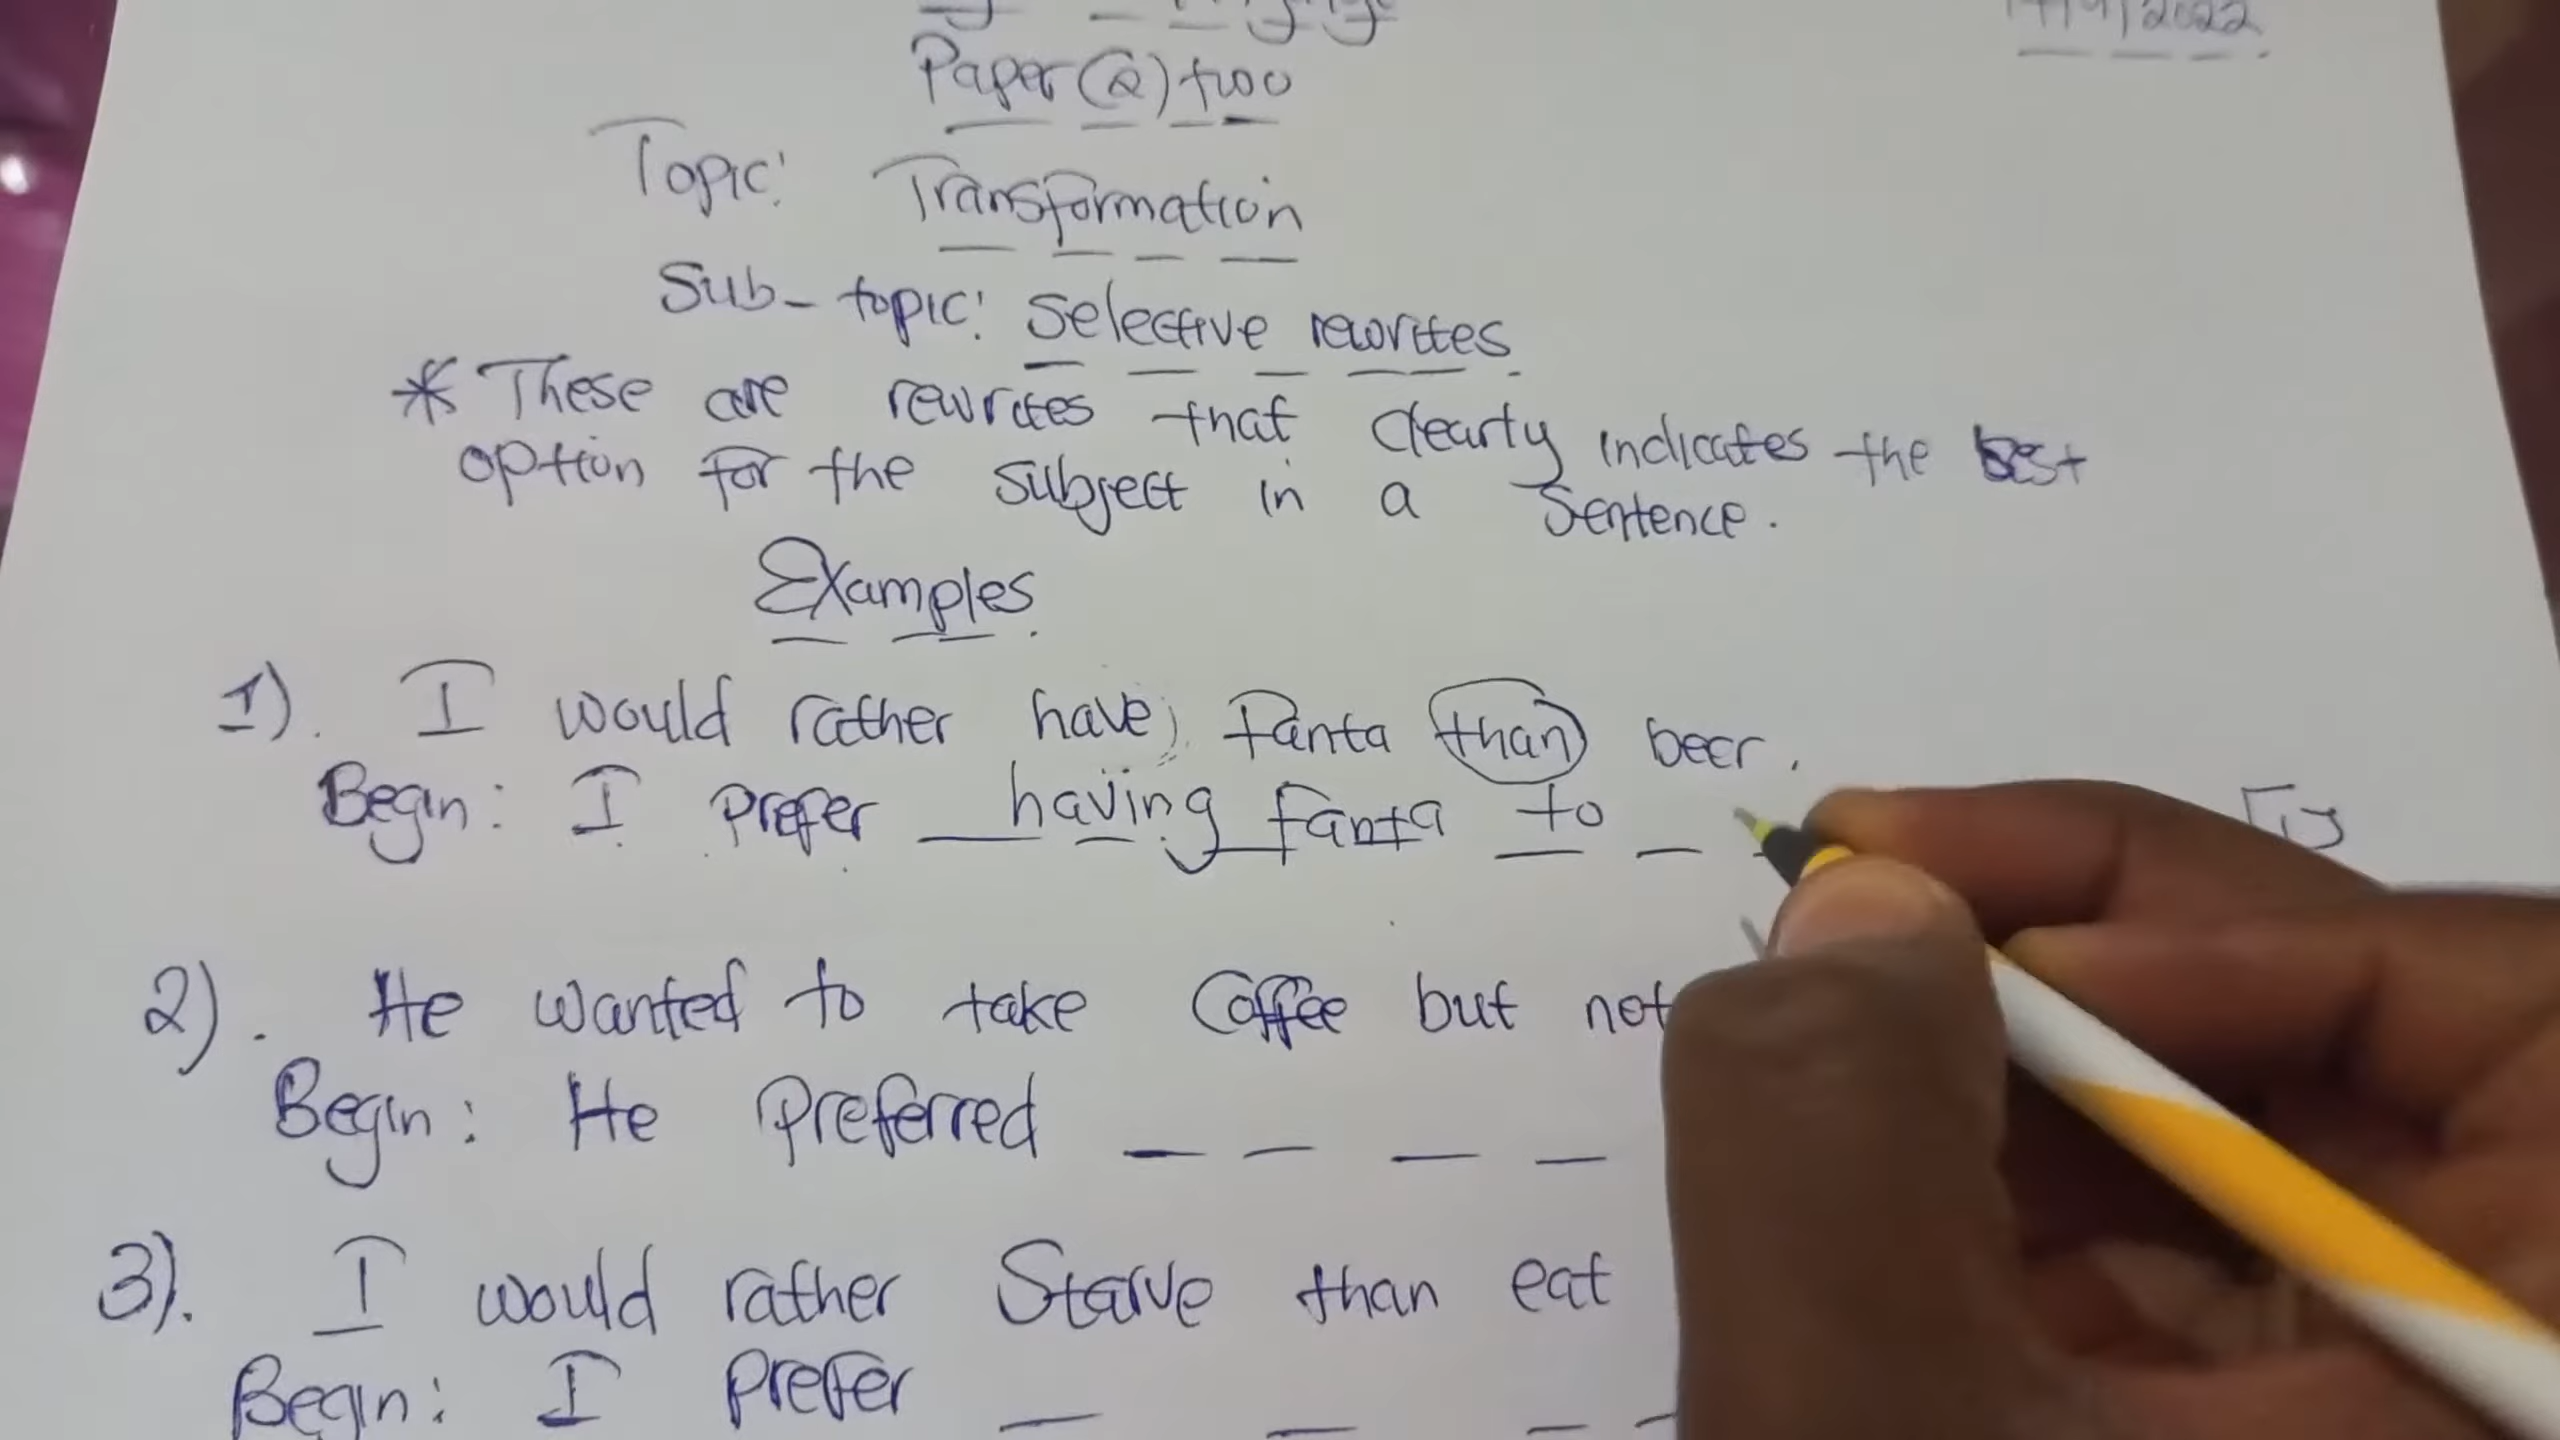 Paper (2) two
Topic: Transformation
Sub-topic: Selective rewrites.
* These are rewrites that clearly indicates the best
option for the subject in a sentence.
Examples.
1). I would rather have, Fanta than beer.
Begin: I prefer having Fanta to
2). He wanted to take Coffee but not
Begin: He preferred
3). I would rather Starve than eat
Begin: I prefer